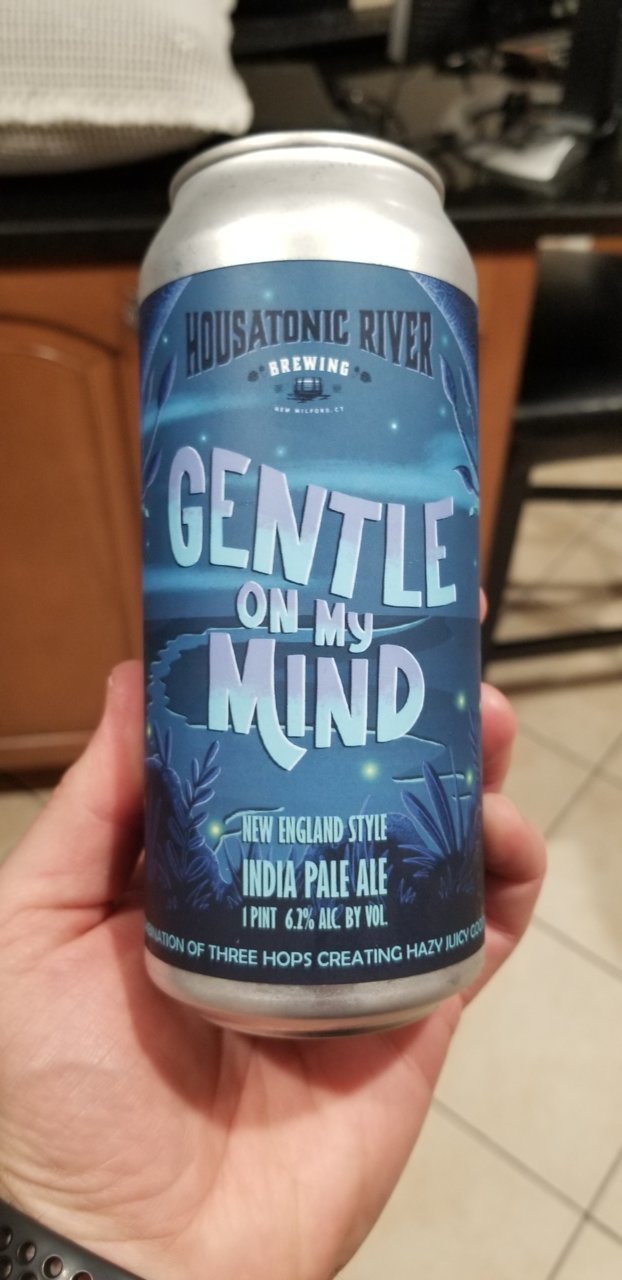 HOUSATONIC RIVER
BREWING
NEW MILFORD, CT
GENTLE
ON My
MIND
NEW ENGLAND STYLE
INDIA PALE ALE
1 PINT 6.2% ALC. BY VOL.
OF THREE HOPS CREATING HAZY JUICY